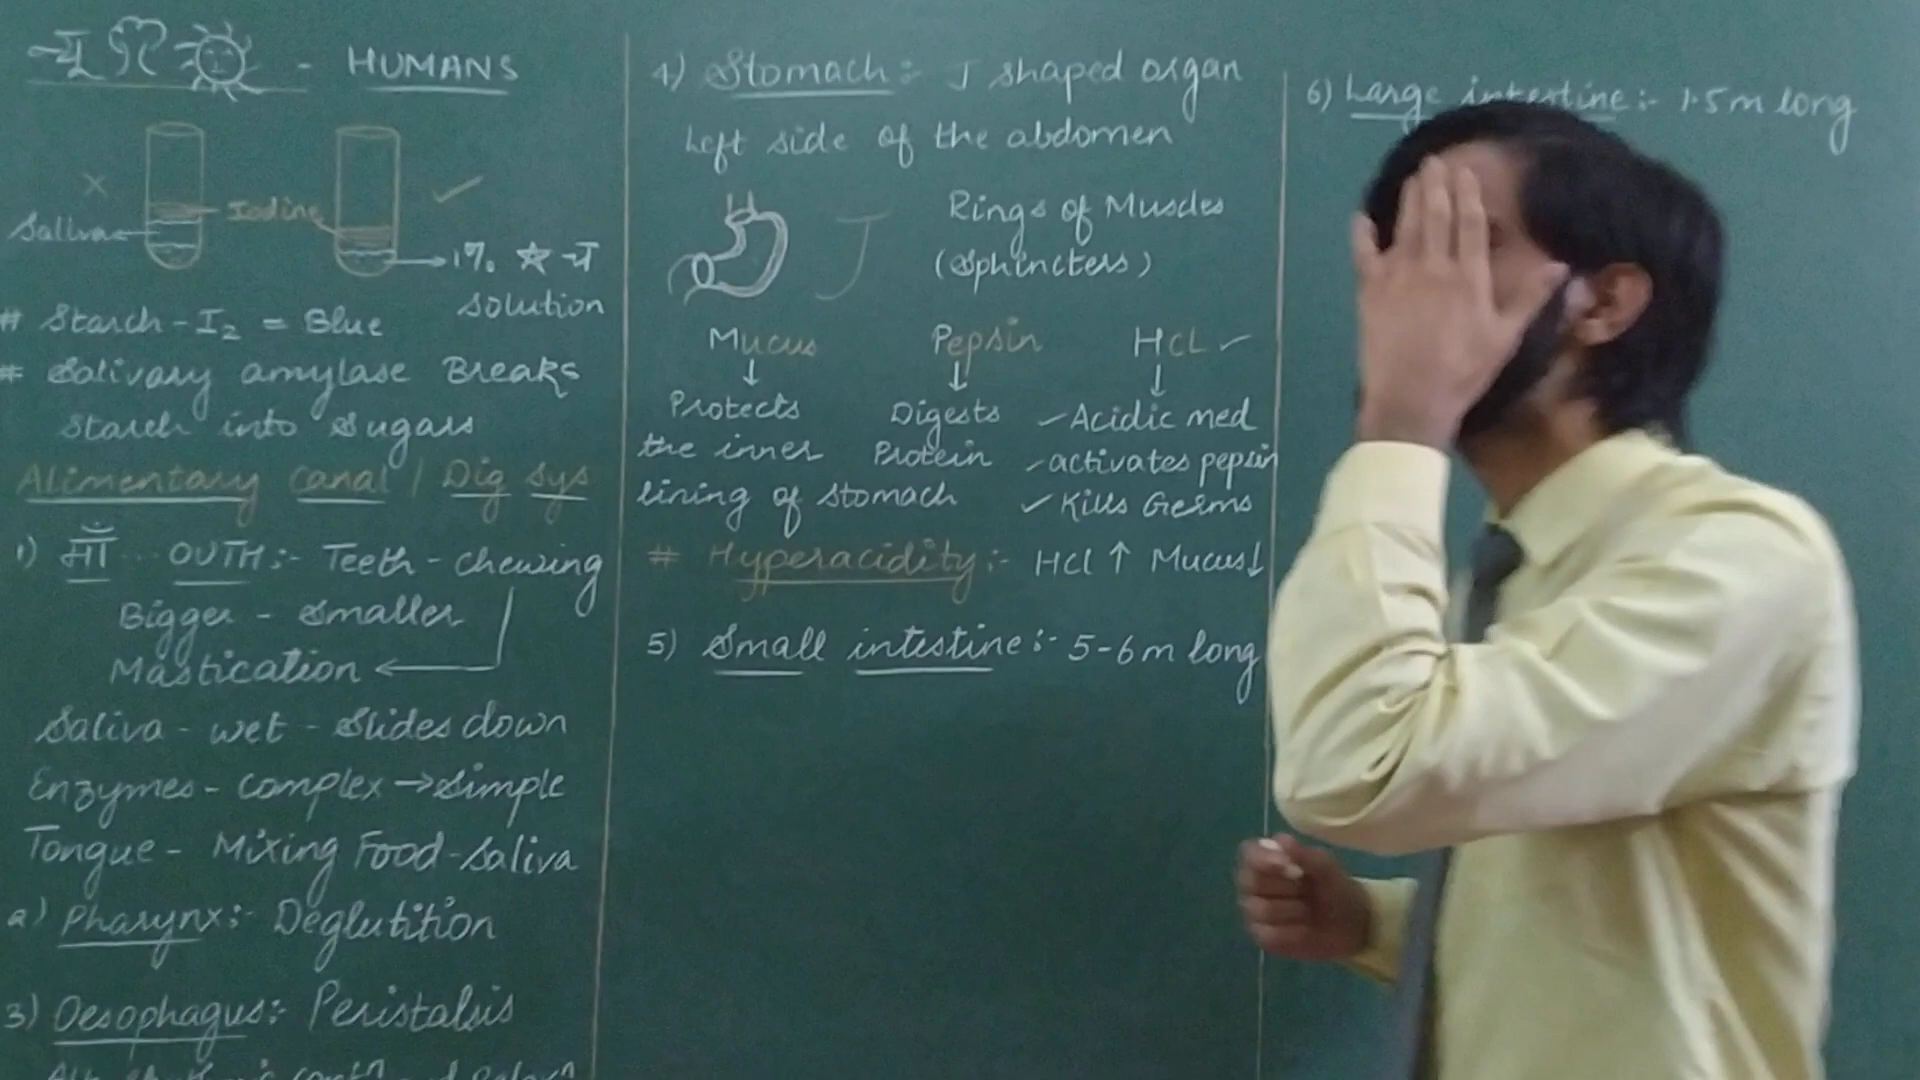 न्यू - HUMANS
× Saliva Iodine ✓
1% ☆ र्च
solution
# Starch - I₂ = Blue
# Salivary amylase Breaks
starch into sugars
Alimentary Canal / Dig sys
1) माँ ... OUTH:- Teeth - chewing
Bigger - smaller
Mastication ←
Saliva - wet - slides down
Enzymes - complex → simple
Tongue - Mixing Food - saliva
2) Pharynx:- Deglutition
3) Oesophagus:- Peristalsis
4) Stomach:- J shaped organ
Left side of the abdomen
J
Rings of Muscles
(Sphincters)
Mucus Pepsin HCL ✓
↓ ↓ ↓
Protects Digests ✓ Acidic med
the inner Protein ✓ activates pepsin
lining of stomach ✓ Kills Germs
# Hyperacidity:- HCl ↑ Mucus↓
5) Small intestine:- 5-6m long
6) Large intestine:- 1.5m long